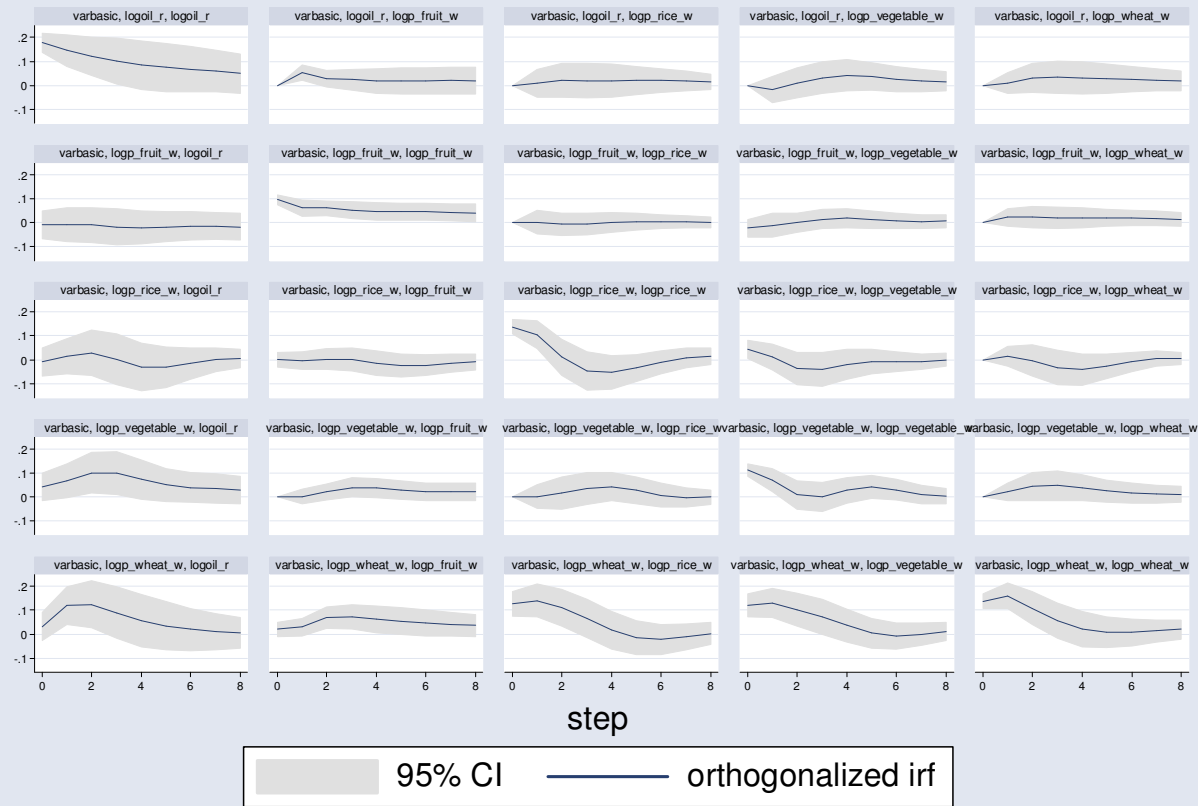 varbasic, logoil_r, logoil_r
varbasic, logoil_r, logp_fruit_w
varbasic, logoil_r, logp_rice_w
varbasic, logoil_r, logp_vegetable_w
varbasic, logoil_r, logp_wheat_w
.2
.1
0
-.1
varbasic, logp_fruit_w, logoil_r
varbasic, logp_fruit_w, logp_fruit_w
varbasic, logp_fruit_w, logp_rice_w
varbasic, logp_fruit_w, logp_vegetable_w
varbasic, logp_fruit_w, logp_wheat_w
.2
.1
0
-.1
varbasic, logp_rice_w, logoil_r
varbasic, logp_rice_w, logp_fruit_w
varbasic, logp_rice_w, logp_rice_w
varbasic, logp_rice_w, logp_vegetable_w
varbasic, logp_rice_w, logp_wheat_w
.2
.1
0
-.1
varbasic, logp_vegetable_w, logoil_r
varbasic, logp_vegetable_w, logp_fruit_w
varbasic, logp_vegetable_w, logp_rice_w
varbasic, logp_vegetable_w, logp_vegetable_w
varbasic, logp_vegetable_w, logp_wheat_w
.2
.1
0
-.1
varbasic, logp_wheat_w, logoil_r
varbasic, logp_wheat_w, logp_fruit_w
varbasic, logp_wheat_w, logp_rice_w
varbasic, logp_wheat_w, logp_vegetable_w
varbasic, logp_wheat_w, logp_wheat_w
.2
.1
0
-.1
0 2 4 6 8
0 2 4 6 8
0 2 4 6 8
0 2 4 6 8
0 2 4 6 8
step
95% CI
orthogonalized irf